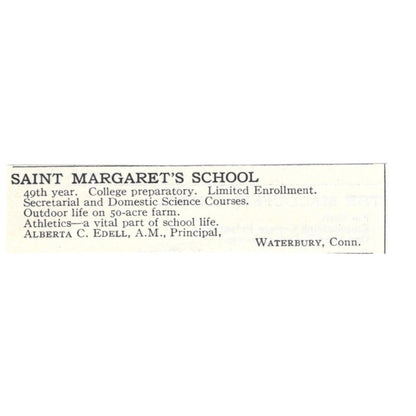 SAINT MARGARET'S SCHOOL
49th year. College preparatory. Limited Enrollment.
Secretarial and Domestic Science Courses.
Outdoor life on 50-acre farm.
Athletics—a vital part of school life.
ALBERTA C. EDELL, A.M., Principal,
WATERBURY, Conn.